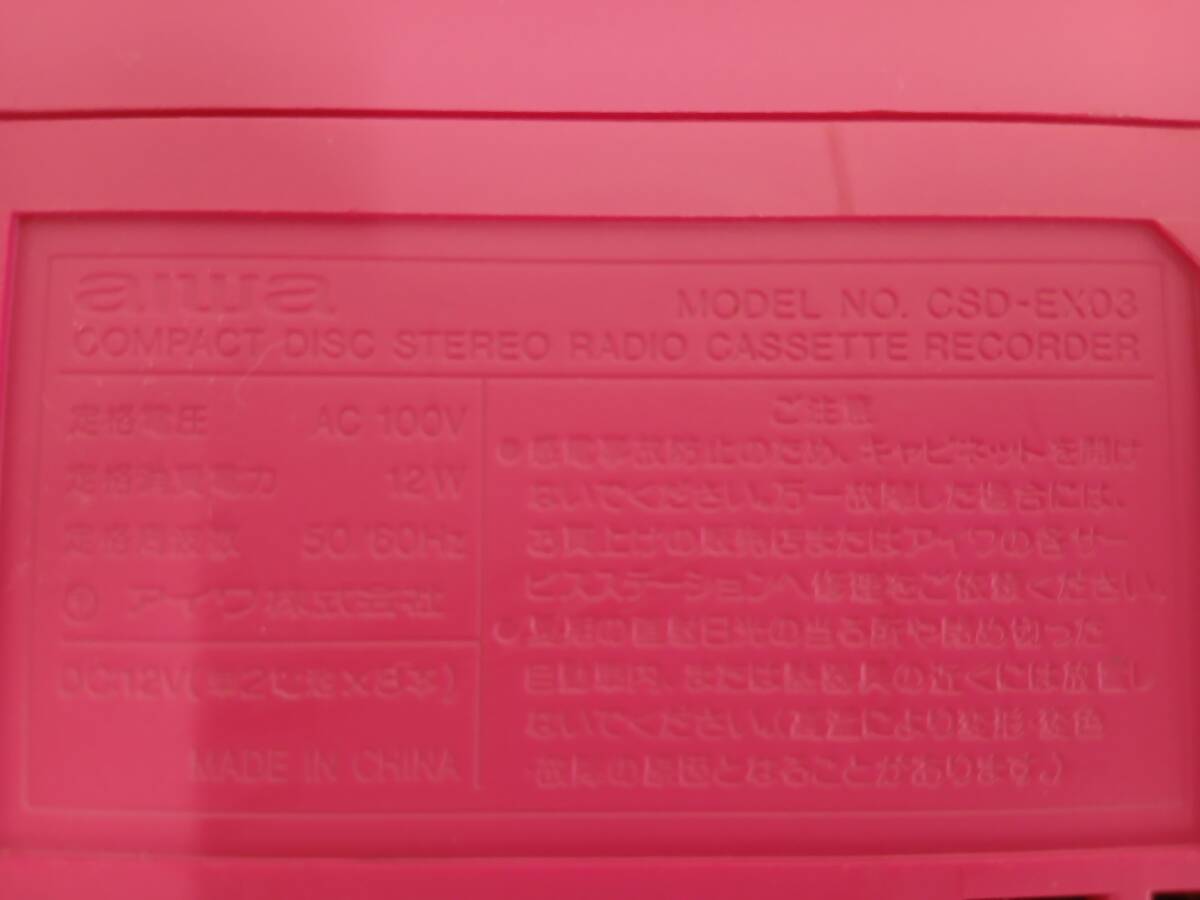 aiwa
MODEL NO. CSD-EX03
COMPACT DISC STEREO RADIO CASSETTE RECORDER
定格電圧 AC 100V
定格消費電力 12W
定格周波数 50/60Hz
アイワ株式会社
DC12V(単2乚電×8本)
MADE IN CHINA
ご注意
●感電事故防止のため、キャビネットを開け
ないでください。万一故障した場合には、
お買上げの販売店またはアイワの各サー
ビスステーションへ修理をご依頼ください。
●夏期の直射日光の当る所や締め切った
自動車内、または暖房器具の近くには放置し
ないでください。(高温により変形・変色
故障の原因となることがあります。)